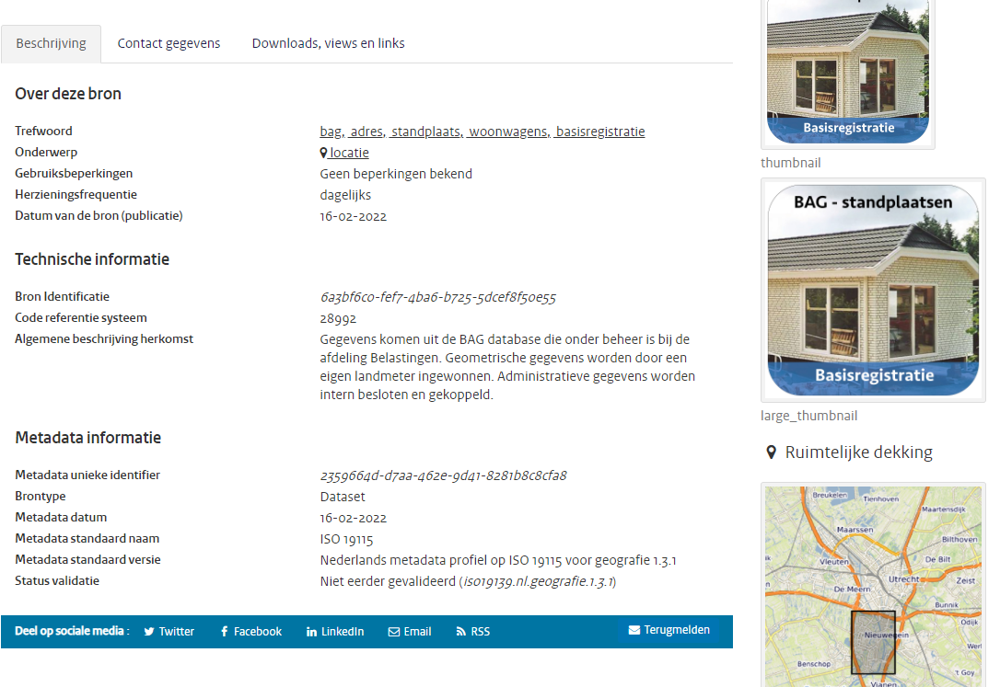 Beschrijving Contact gegevens Downloads, views en links
Over deze bron
Trefwoord bag, adres, standplaats, woonwagens, basisregistratie
Onderwerp locatie
Gebruiksbeperkingen Geen beperkingen bekend
Herzieningsfrequentie dagelijks
Datum van de bron (publicatie) 16-02-2022
Technische informatie
Bron Identificatie 6a3bf6c0-fef7-4ba6-b725-5dcef8f50e55
Code referentie systeem 28992
Algemene beschrijving herkomst Gegevens komen uit de BAG database die onder beheer is bij de
afdeling Belastingen. Geometrische gegevens worden door een
eigen landmeter ingewonnen. Administratieve gegevens worden
intern besloten en gekoppeld.
Metadata informatie
Metadata unieke identifier 2359664d-d7aa-462e-9d41-8281b8c8cfa8
Brontype Dataset
Metadata datum 16-02-2022
Metadata standaard naam ISO 19115
Metadata standaard versie Nederlands metadata profiel op ISO 19115 voor geografie 1.3.1
Status validatie Niet eerder gevalideerd (iso19139.nl.geografie.1.3.1)
Deel op sociale media : Twitter Facebook LinkedIn Email RSS Terugmelden
Basisregistratie
thumbnail
BAG - standplaatsen
Basisregistratie
large_thumbnail
Ruimtelijke dekking
Breukelen
Tienhoven
Maartensdijk
Maarssen
Bilthoven
Vleuten
De Bilt
Utrecht
Zeist
De Meern
Bunnik
Odijk
Nieuwegein
Benschop
't Goy
Vianen